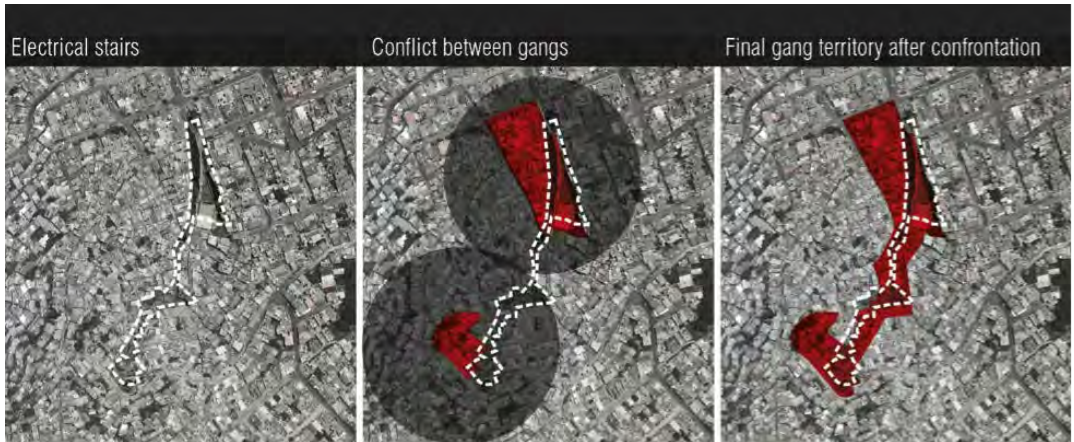 Electrical stairs
Conflict between gangs
Final gang territory after confrontation